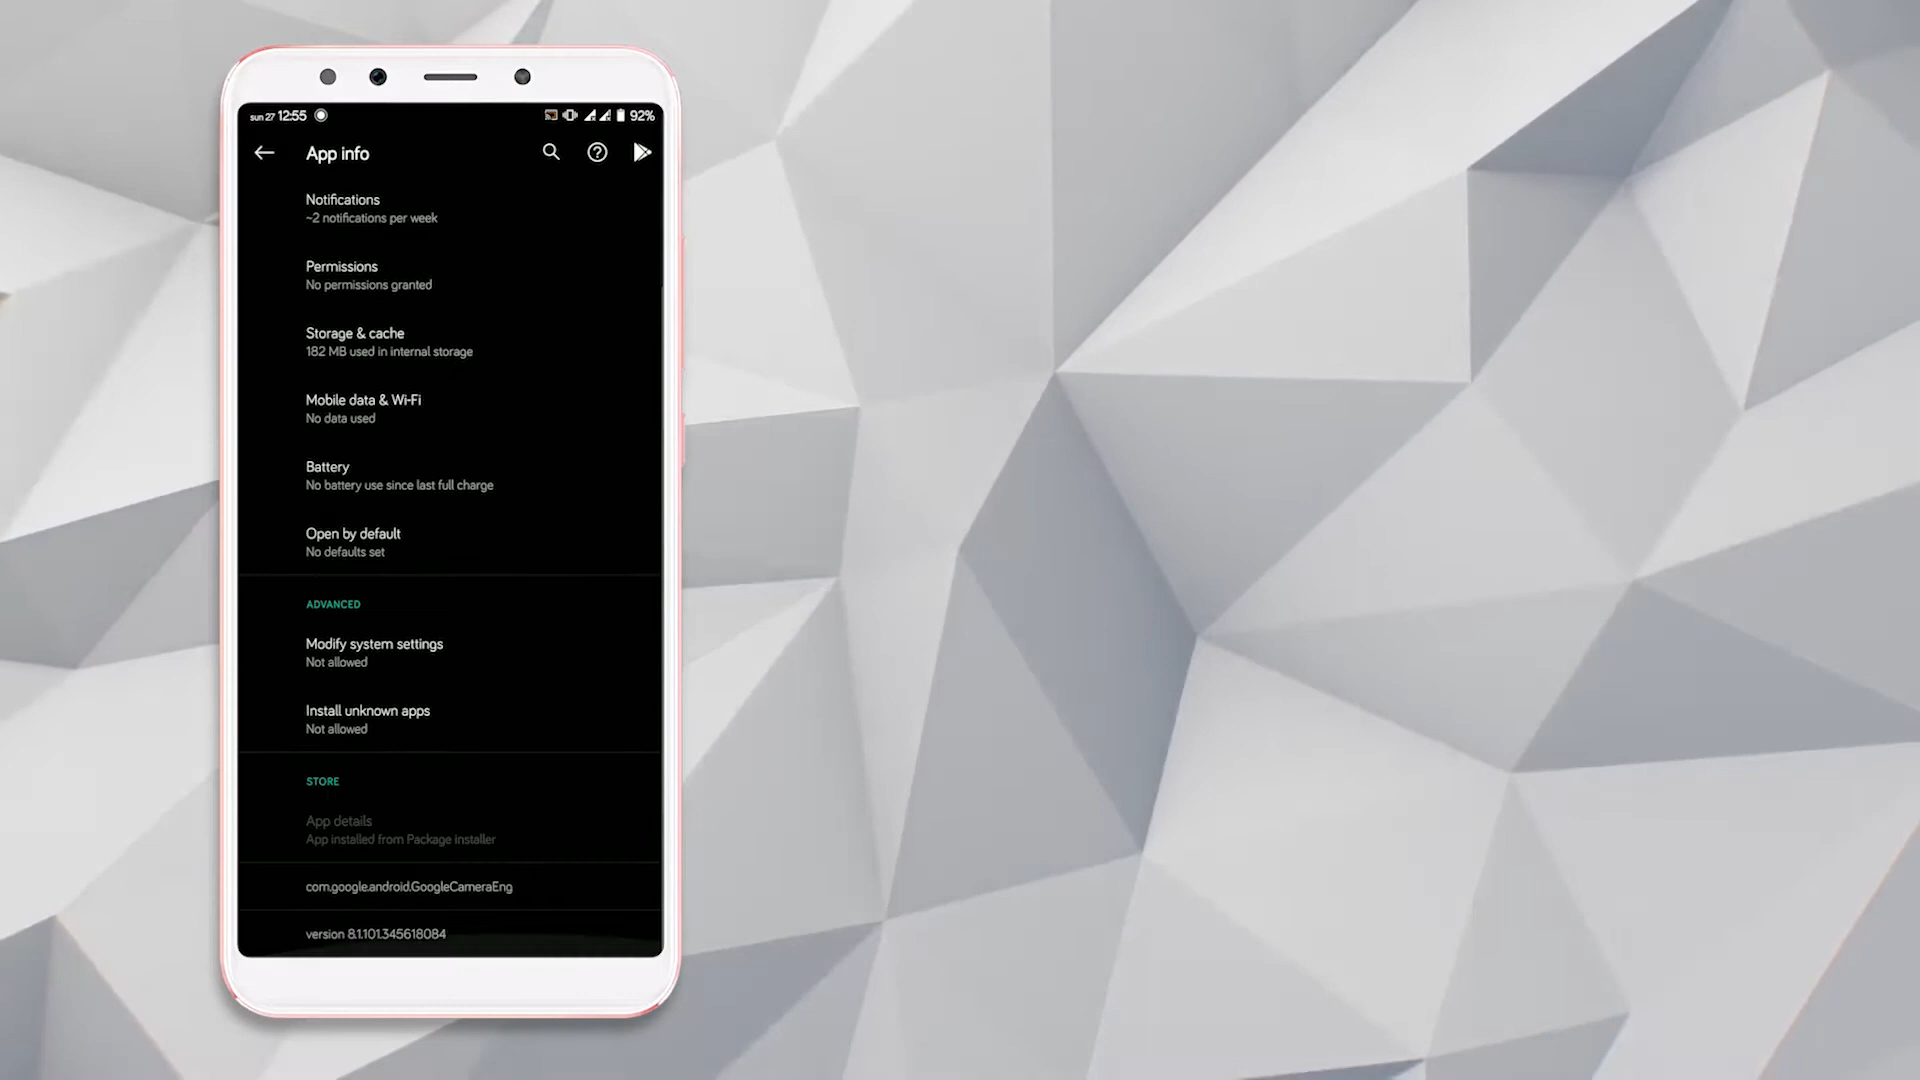 sun 27 12:55 92%
App info
Notifications
~2 notifications per week
Permissions
No permissions granted
Storage & cache
182 MB used in internal storage
Mobile data & Wi-Fi
No data used
Battery
No battery use since last full charge
Open by default
No defaults set
ADVANCED
Modify system settings
Not allowed
Install unknown apps
Not allowed
STORE
App details
App installed from Package installer
com.google.android.GoogleCameraEng
version 8.1.101.345618084